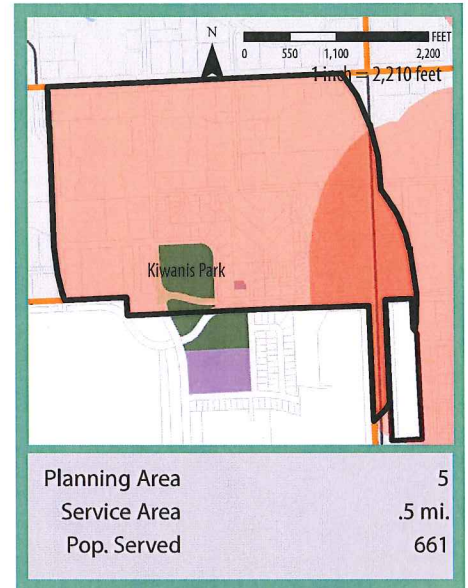 N
FEET
0 550 1,100 2,200
1 inch = 2,210 feet
Kiwanis Park
Planning Area 5
Service Area .5 mi.
Pop. Served 661